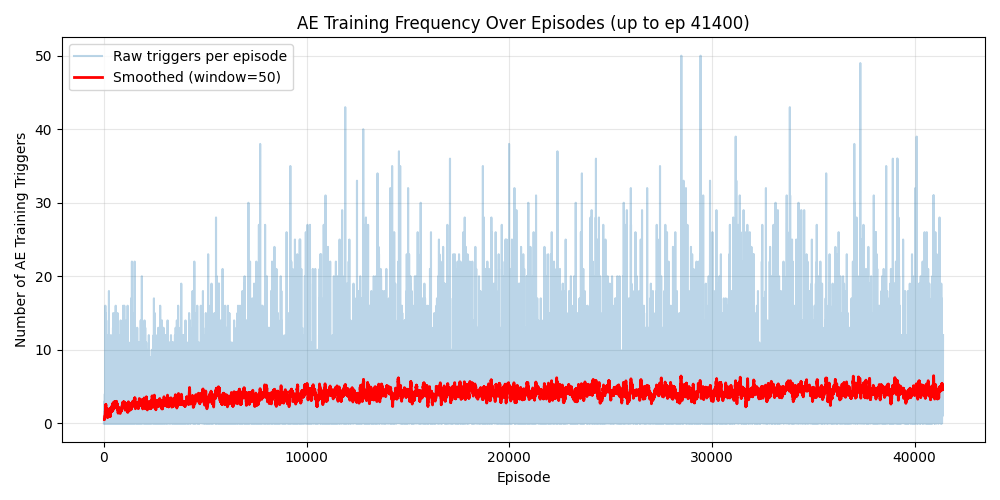 AE Training Frequency Over Episodes (up to ep 41400)
Raw triggers per episode
Smoothed (window=50)
Number of AE Training Triggers
50
40
30
20
10
0
0 10000 20000 30000 40000
Episode